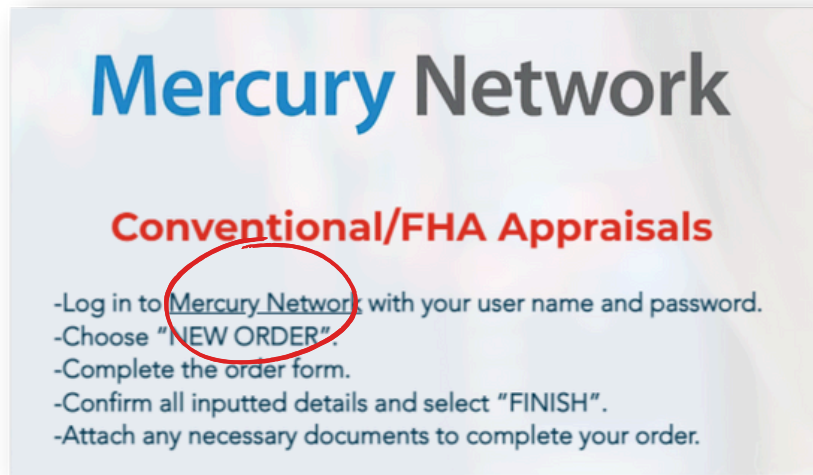 Mercury Network
Conventional/FHA Appraisals
-Log in to Mercury Network with your user name and password.
-Choose "NEW ORDER".
-Complete the order form.
-Confirm all inputted details and select "FINISH".
-Attach any necessary documents to complete your order.